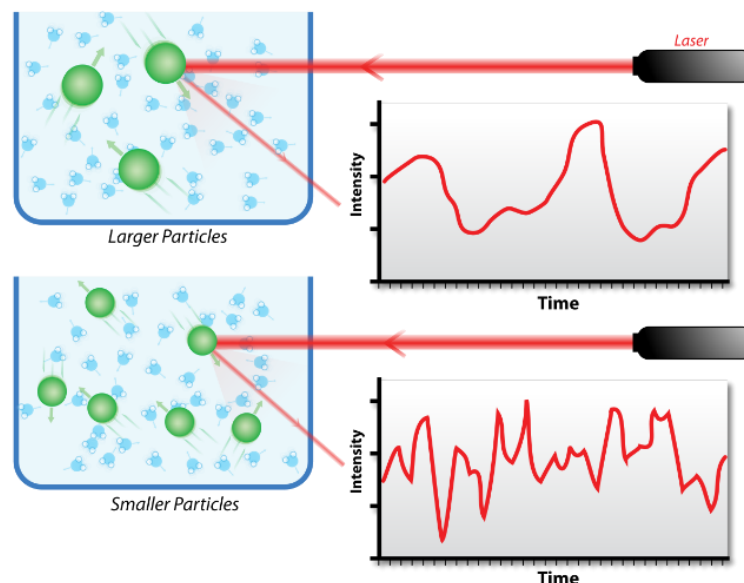 Laser
Intensity
Time
Larger Particles
Intensity
Time
Smaller Particles